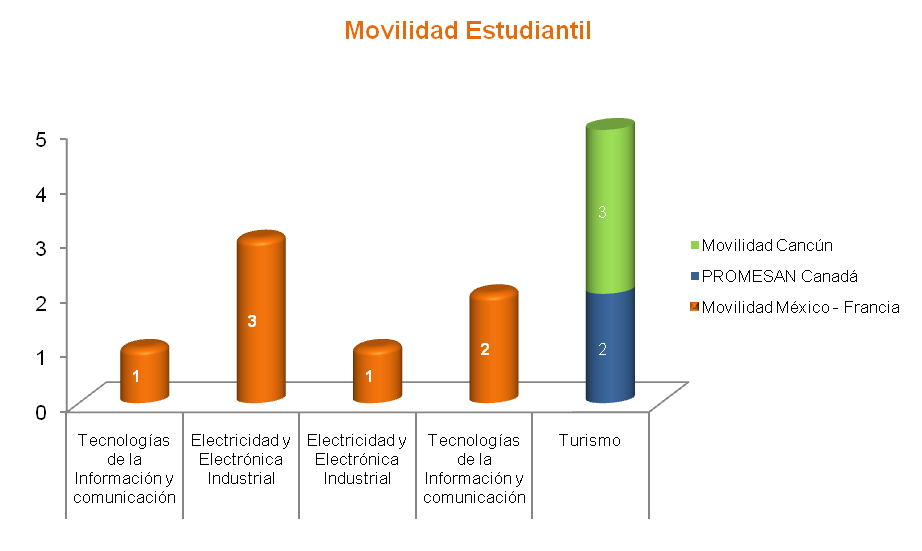 Movilidad Estudiantil
5
4
3
2
1
0
1
3
1
2
3
2
Movilidad Cancún
PROMESAN Canadá
Movilidad México - Francia
Tecnologías
de la
Información y
comunicación
Electricidad y
Electrónica
Industrial
Electricidad y
Electrónica
Industrial
Tecnologías
de la
Información y
comunicación
Turismo